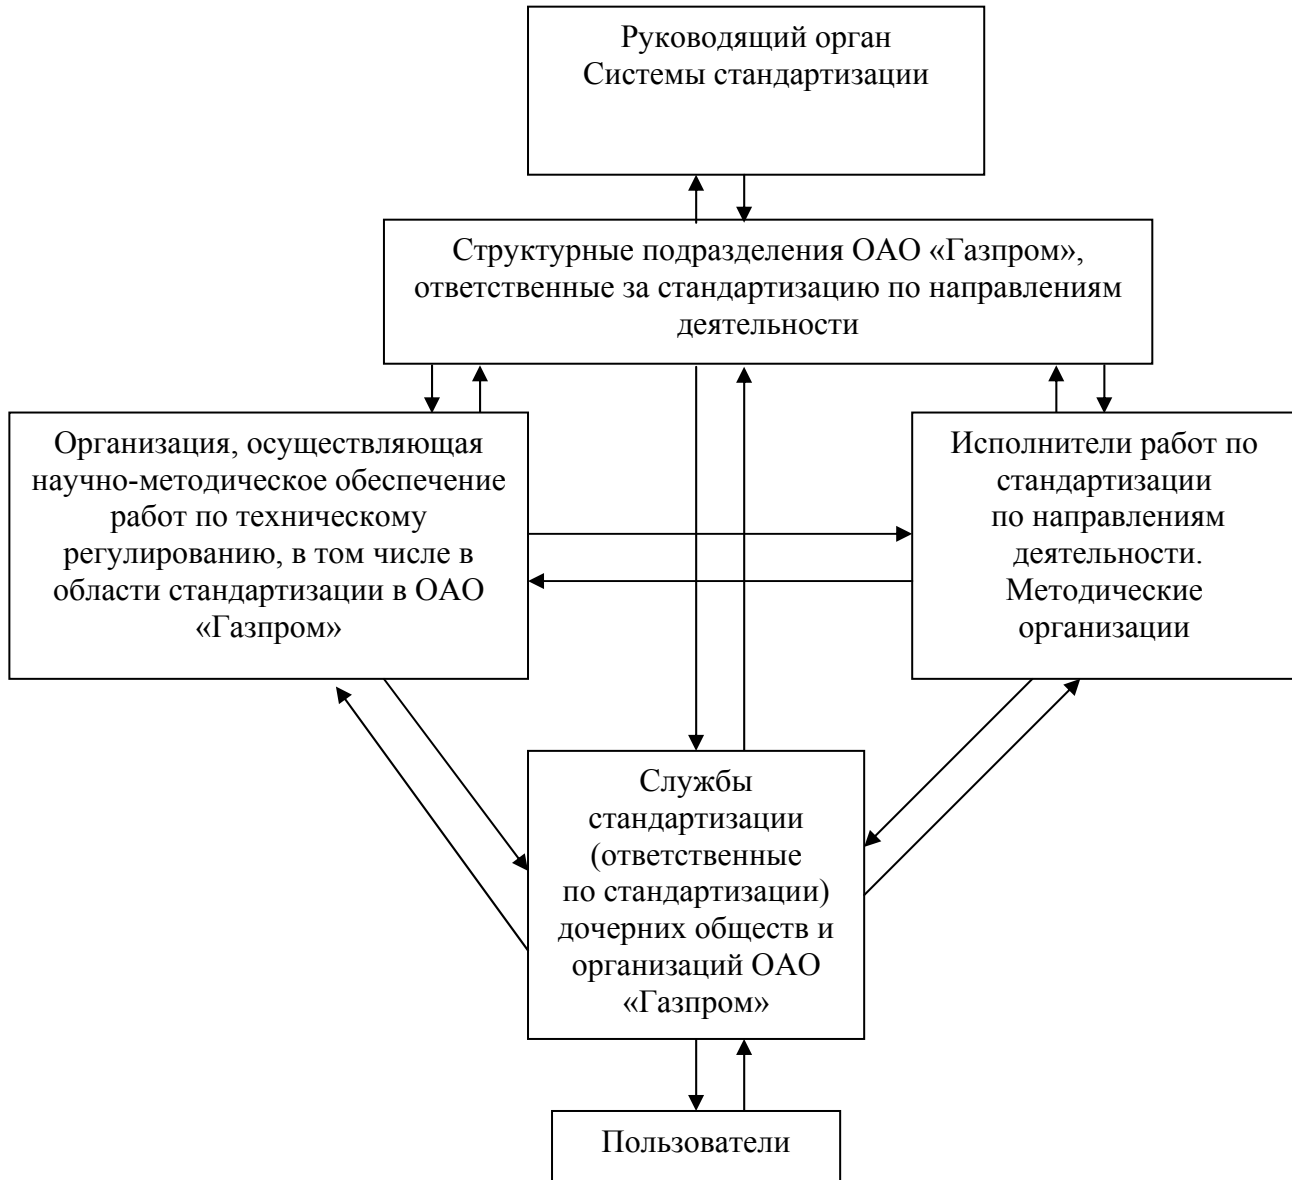 Руководящий орган
Системы стандартизации
Структурные подразделения ОАО «Газпром»,
ответственные за стандартизацию по направлениям
деятельности
Организация, осуществляющая
научно-методическое обеспечение
работ по техническому
регулированию, в том числе в
области стандартизации в ОАО
«Газпром»
Исполнители работ по
стандартизации
по направлениям
деятельности.
Методические
организации
Службы
стандартизации
(ответственные
по стандартизации)
дочерних обществ и
организаций ОАО
«Газпром»
Пользователи